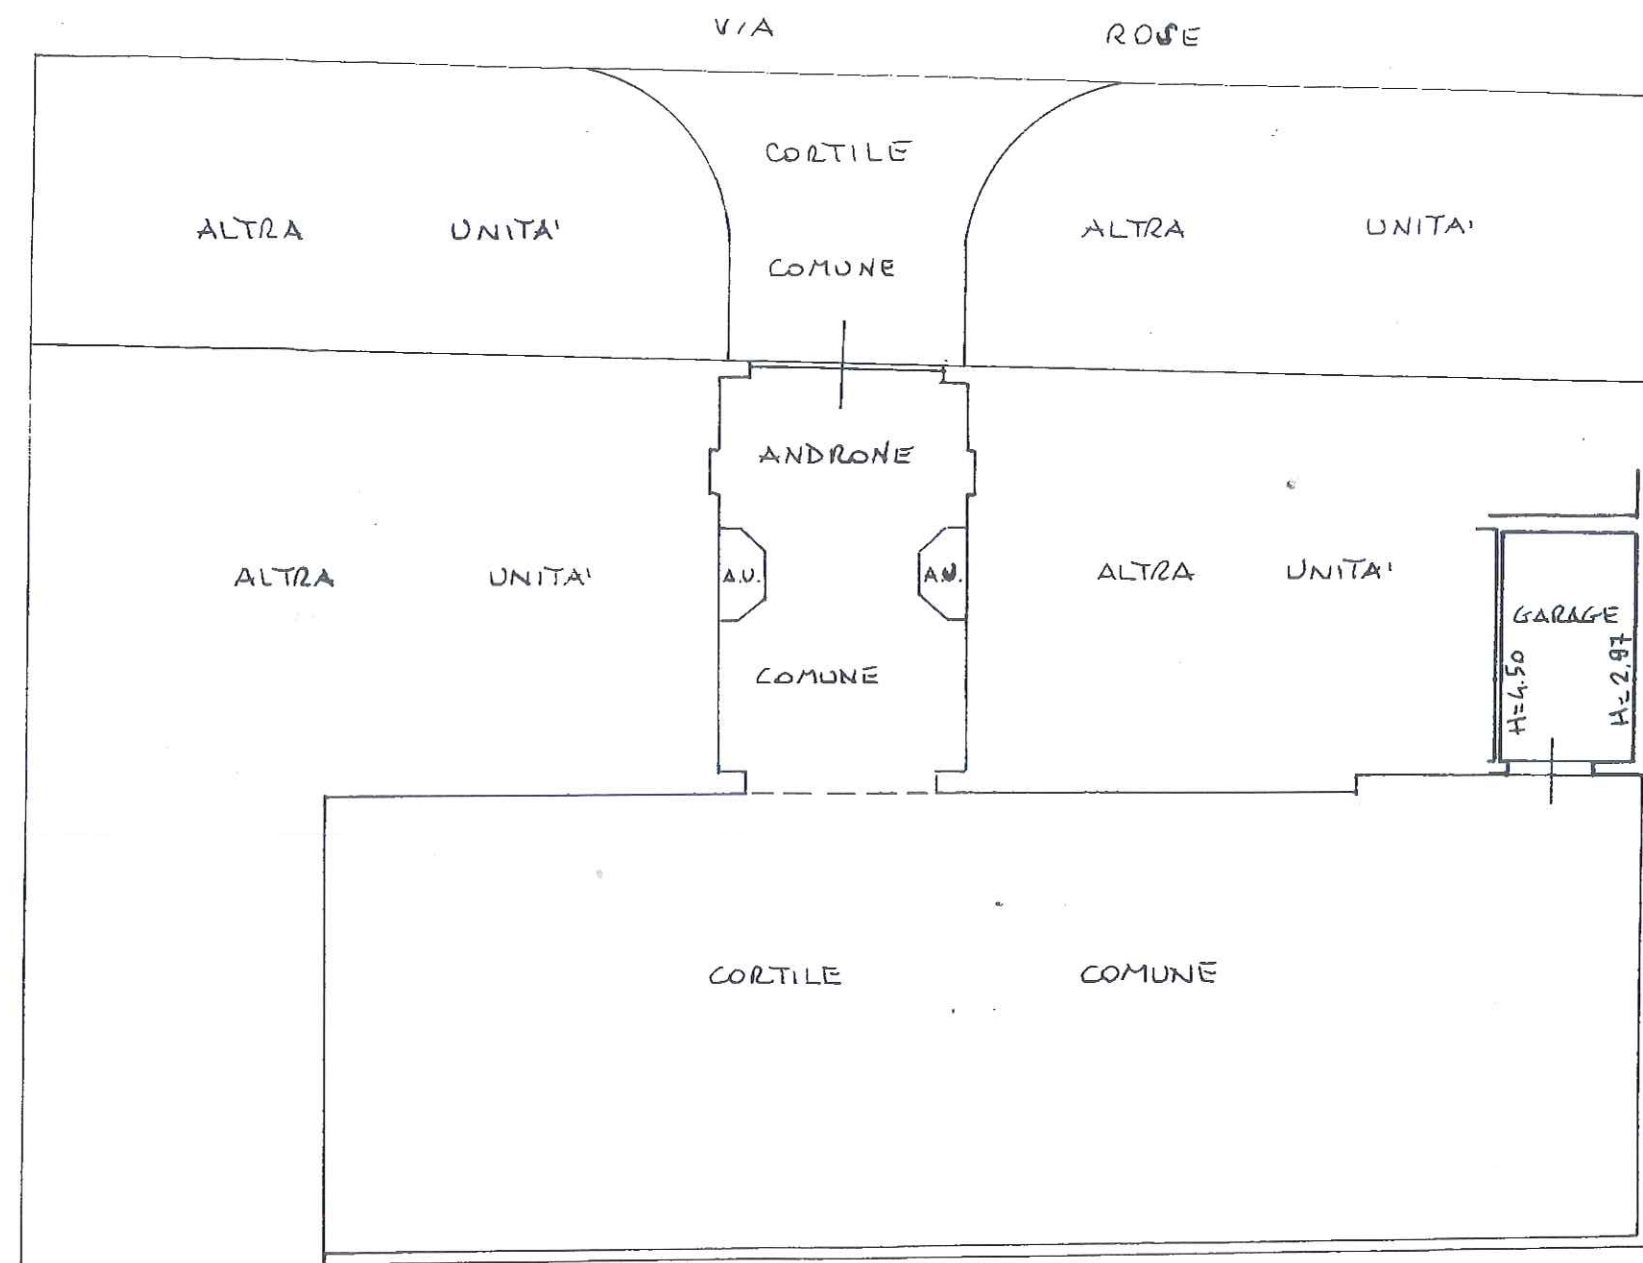 VIA ROSE
CORTILE
ALTRA UNITA'
COMUNE
ALTRA UNITA'
ANDRONE
ALTRA UNITA'
A.U.
A.U.
COMUNE
ALTRA UNITA'
GARAGE
H=4.50
H=2.97
CORTILE COMUNE